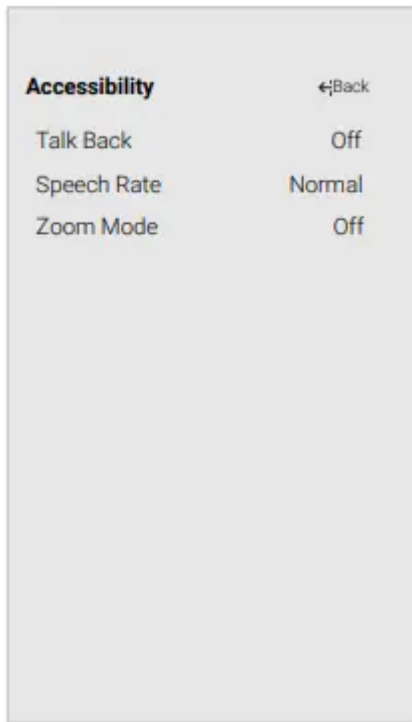 Accessibility Back
Talk Back Off
Speech Rate Normal
Zoom Mode Off